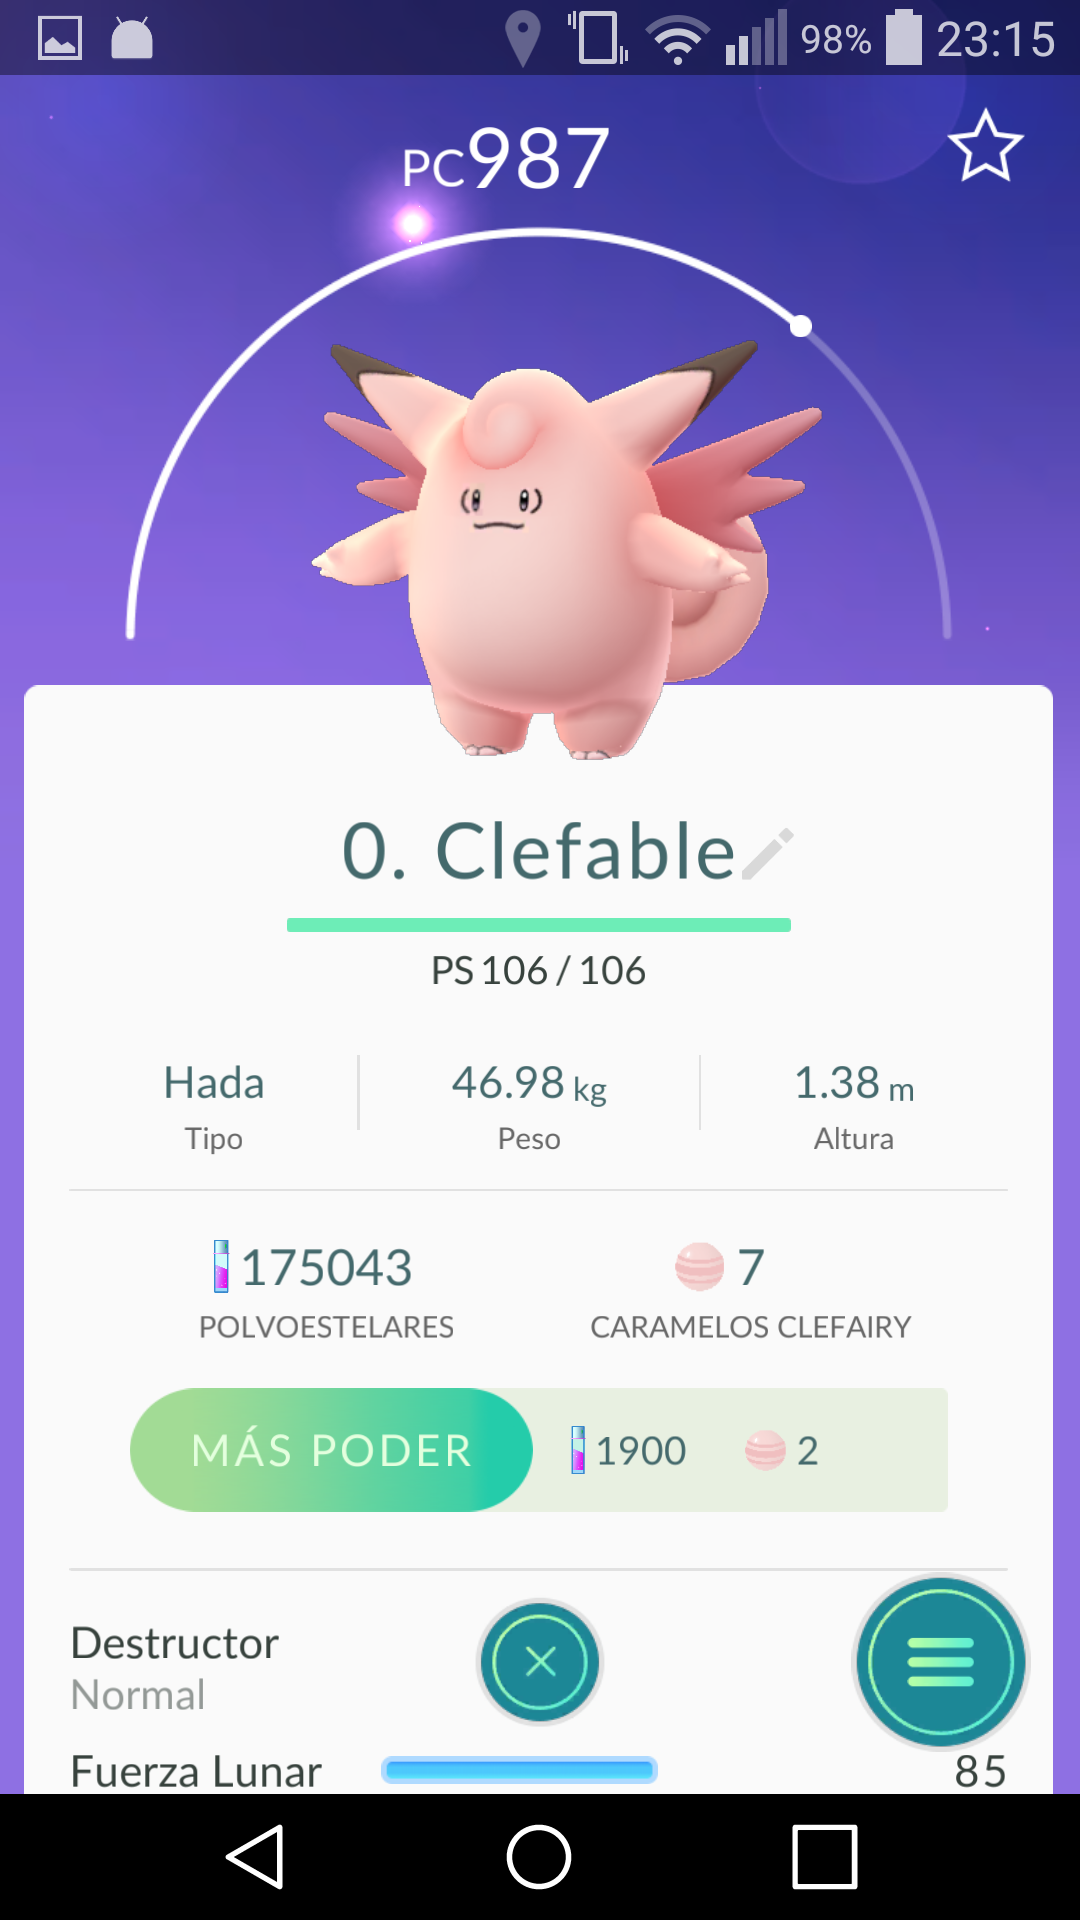 98% 23:15
PC987
0. Clefable
PS 106 / 106
Hada 46.98 kg 1.38 m
Tipo Peso Altura
175043 7
POLVOESTELARES CARAMELOS CLEFAIRY
MÁS PODER 1900 2
Destructor
Normal
Fuerza Lunar 85